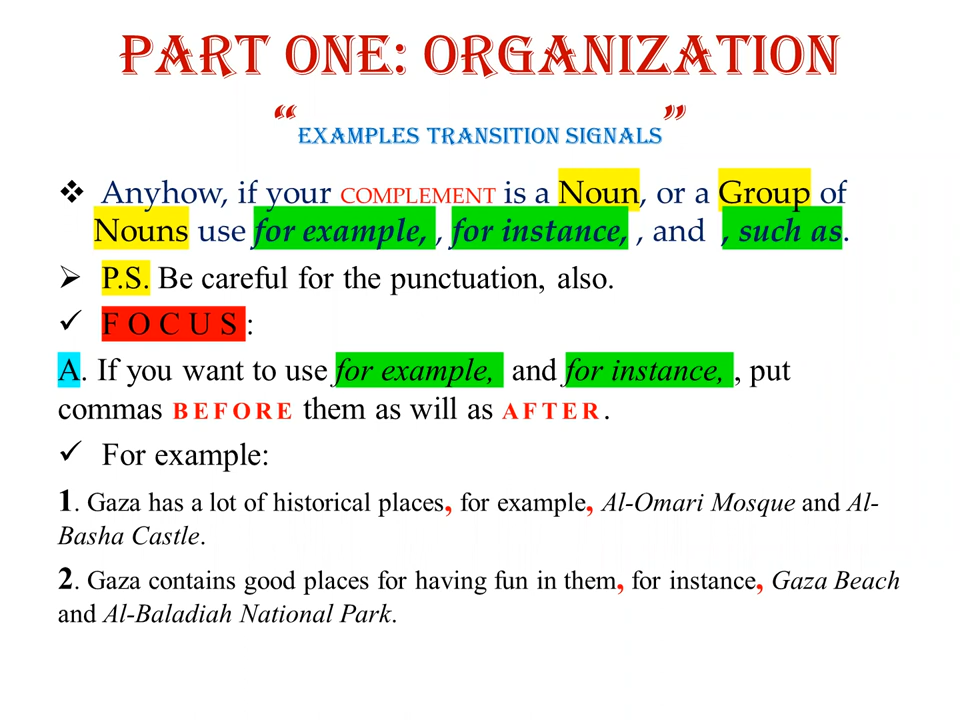 PART ONE: ORGANIZATION
“EXAMPLES TRANSITION SIGNALS”
❖ Anyhow, if your COMPLEMENT is a Noun, or a Group of
Nouns use for example, , for instance, , and , such as.
➢ P.S. Be careful for the punctuation, also.
✓ F O C U S :
A. If you want to use for example, and for instance, , put
commas BEFORE them as will as AFTER.
✓ For example:
1. Gaza has a lot of historical places, for example, Al-Omari Mosque and Al-
Basha Castle.
2. Gaza contains good places for having fun in them, for instance, Gaza Beach
and Al-Baladiah National Park.